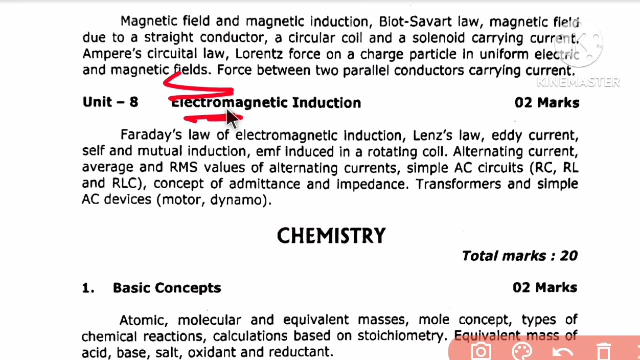 Magnetic field and magnetic induction, Biot-Savart law, magnetic field
due to a straight conductor, a circular coil and a solenoid carrying current.
Ampere's circuital law, Lorentz force on a charge particle in uniform electric
and magnetic fields. Force between two parallel conductors carrying current.
KINEMASTER
Unit – 8 Electromagnetic Induction 02 Marks
Faraday's law of electromagnetic induction, Lenz's law, eddy current,
self and mutual induction, emf induced in a rotating coil. Alternating current,
average and RMS values of alternating currents, simple AC circuits (RC, RL
and RLC), concept of admittance and impedance. Transformers and simple
AC devices (motor, dynamo).
CHEMISTRY
Total marks : 20
1. Basic Concepts 02 Marks
Atomic, molecular and equivalent masses, mole concept, types of
chemical reactions, calculations based on stoichiometry. Equivalent mass of
acid, base, salt, oxidant and reductant.